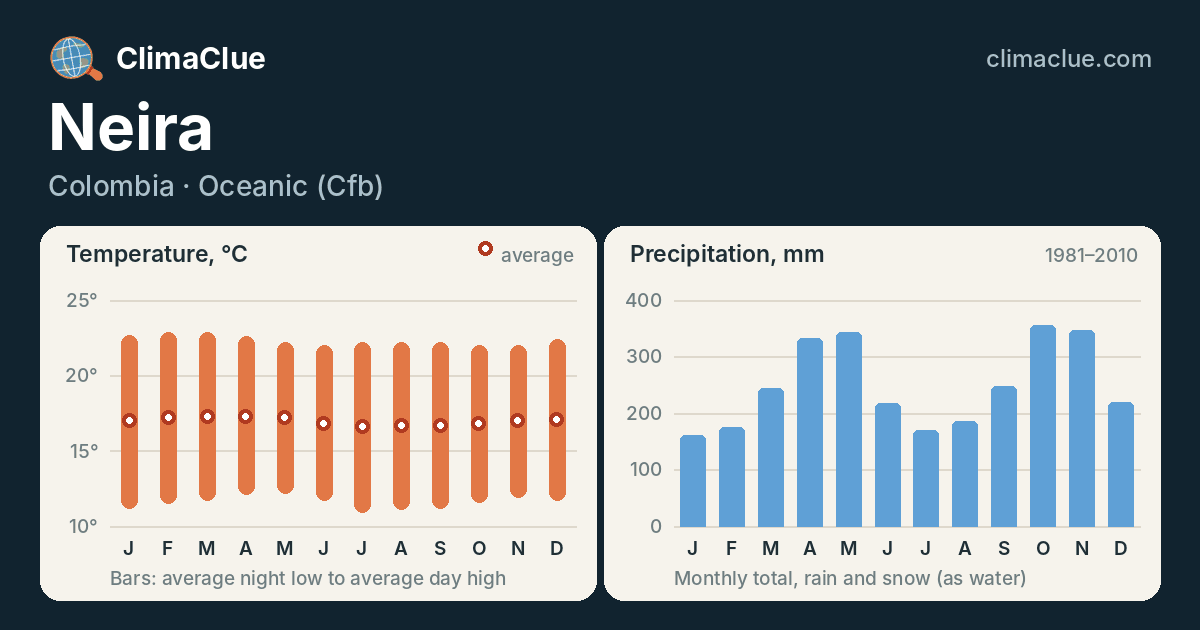 ClimaClue
climaclue.com
Neira
Colombia · Oceanic (Cfb)
Temperature, °C
average
25°
20°
15°
10°
J F M A M J J A S O N D
Bars: average night low to average day high
Precipitation, mm
1981–2010
400
300
200
100
0
J F M A M J J A S O N D
Monthly total, rain and snow (as water)